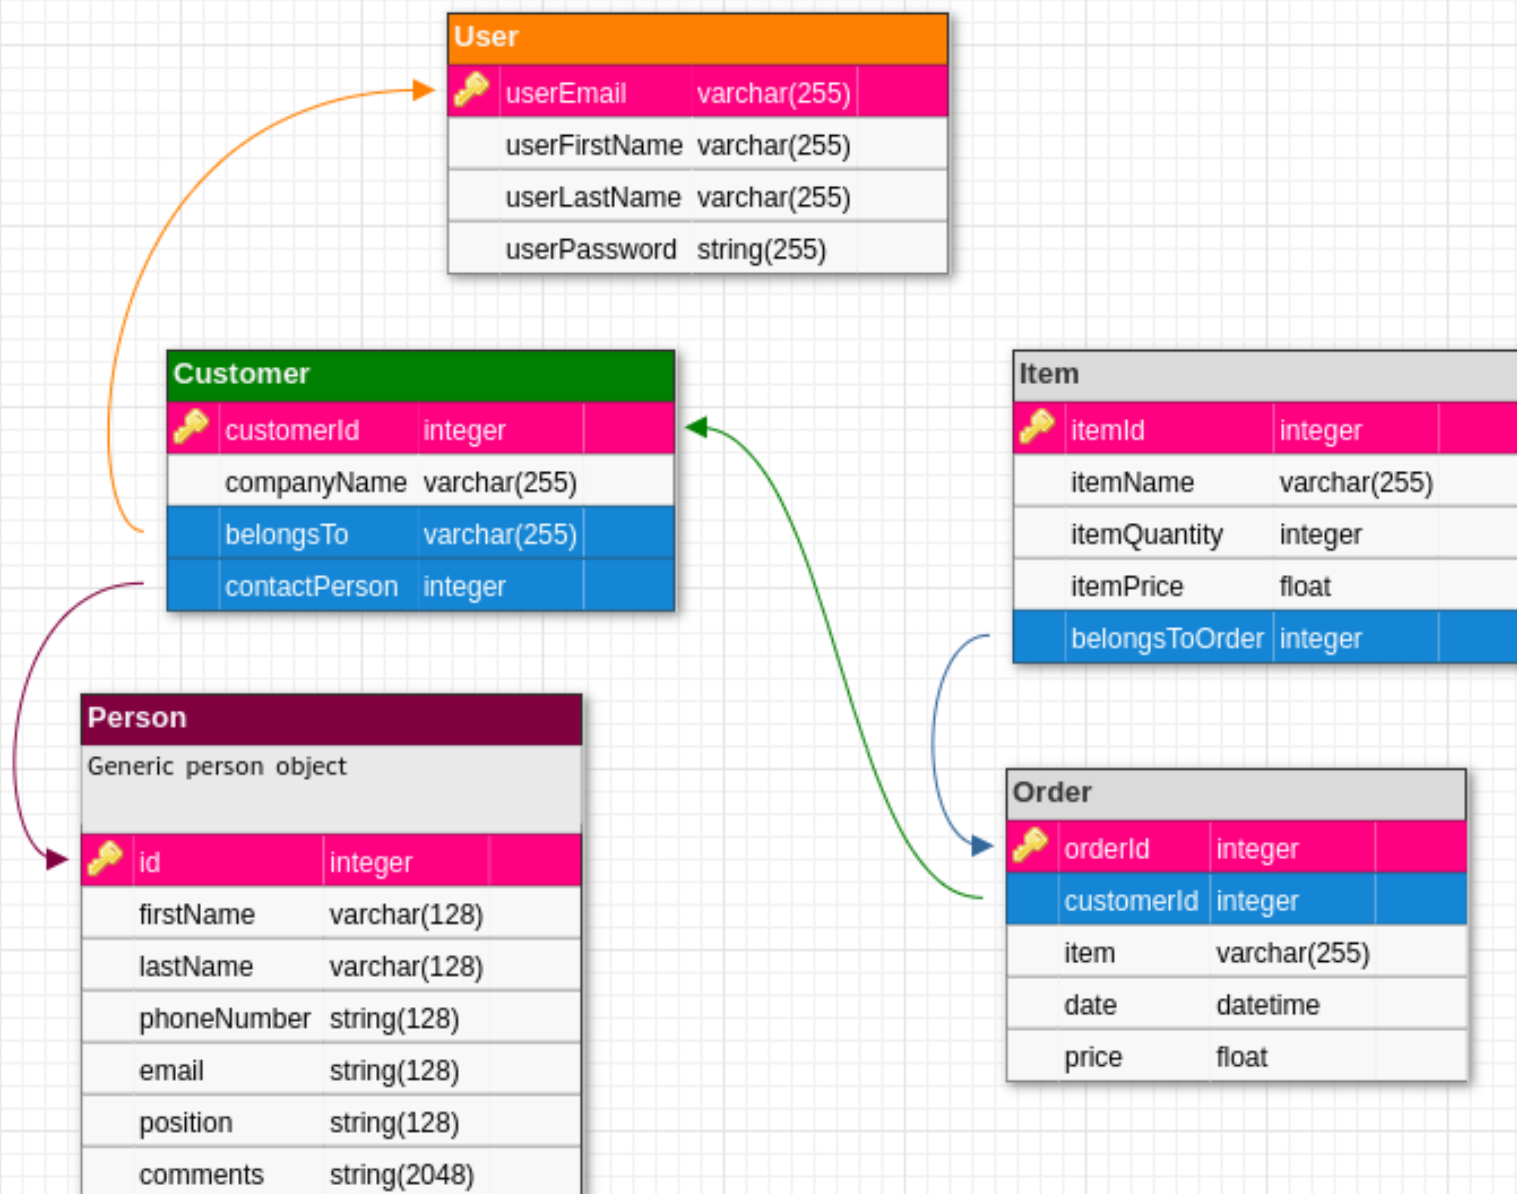 User
userEmail varchar(255)
userFirstName varchar(255)
userLastName varchar(255)
userPassword string(255)
Customer
customerId integer
companyName varchar(255)
belongsTo varchar(255)
contactPerson integer
Item
itemId integer
itemName varchar(255)
itemQuantity integer
itemPrice float
belongsToOrder integer
Person
Generic person object
id integer
firstName varchar(128)
lastName varchar(128)
phoneNumber string(128)
email string(128)
position string(128)
comments string(2048)
Order
orderId integer
customerId integer
item varchar(255)
date datetime
price float